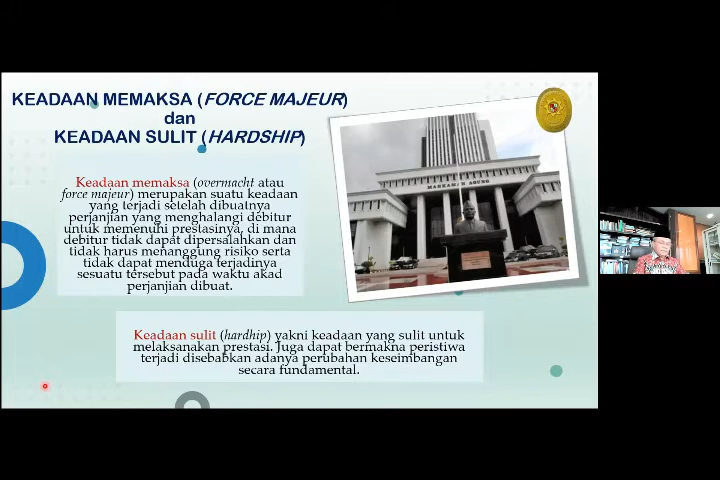 KEADAAN MEMAKSA (FORCE MAJEUR)
dan
KEADAAN SULIT (HARDSHIP)
Keadaan memaksa (overmacht atau
force majeur) merupakan suatu keadaan
yang terjadi setelah dibuatnya
perjanjian yang menghalangi debitur
untuk memenuhi prestasinya, di mana
debitur tidak dapat dipersalahkan dan
tidak harus menanggung risiko serta
tidak dapat menduga terjadinya
sesuatu tersebut pada waktu akad
perjanjian dibuat.
MAHKAMAH AGUNG
Keadaan sulit (hardhip) yakni keadaan yang sulit untuk
melaksanakan prestasi. Juga dapat bermakna peristiwa
terjadi disebabkan adanya perubahan keseimbangan
secara fundamental.